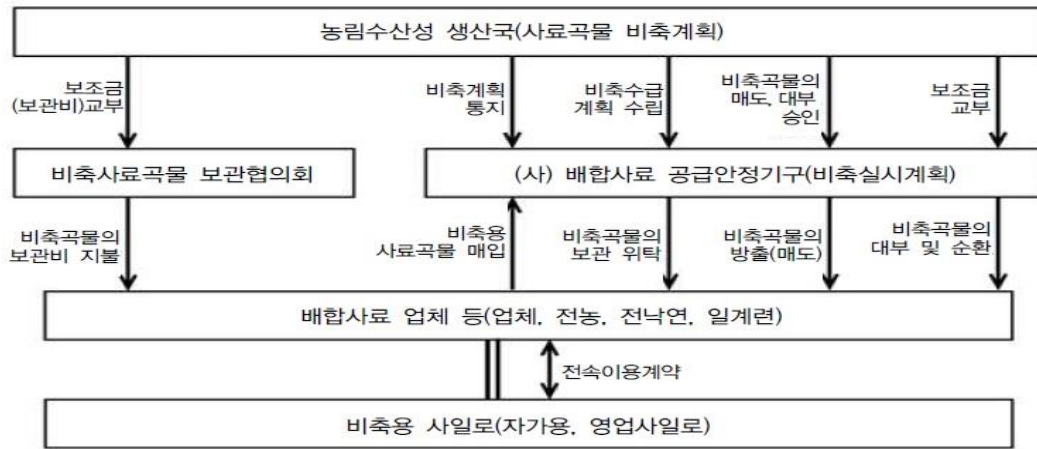 농림수산성 생산국(사료곡물 비축계획)
보조금
(보관비)교부
비축계획
통지
비축수급
계획 수립
비축곡물의
매도, 대부
승인
보조금
교부
비축사료곡물 보관협의회
(사) 배합사료 공급안정기구(비축실시계획)
비축곡물의
보관비 지불
비축용
사료곡물 매입
비축곡물의
보관 위탁
비축곡물의
방출(매도)
비축곡물의
대부 및 순환
배합사료 업체 등(업체, 전농, 전낙연, 일계련)
전속이용계약
비축용 사일로(자가용, 영업사일로)